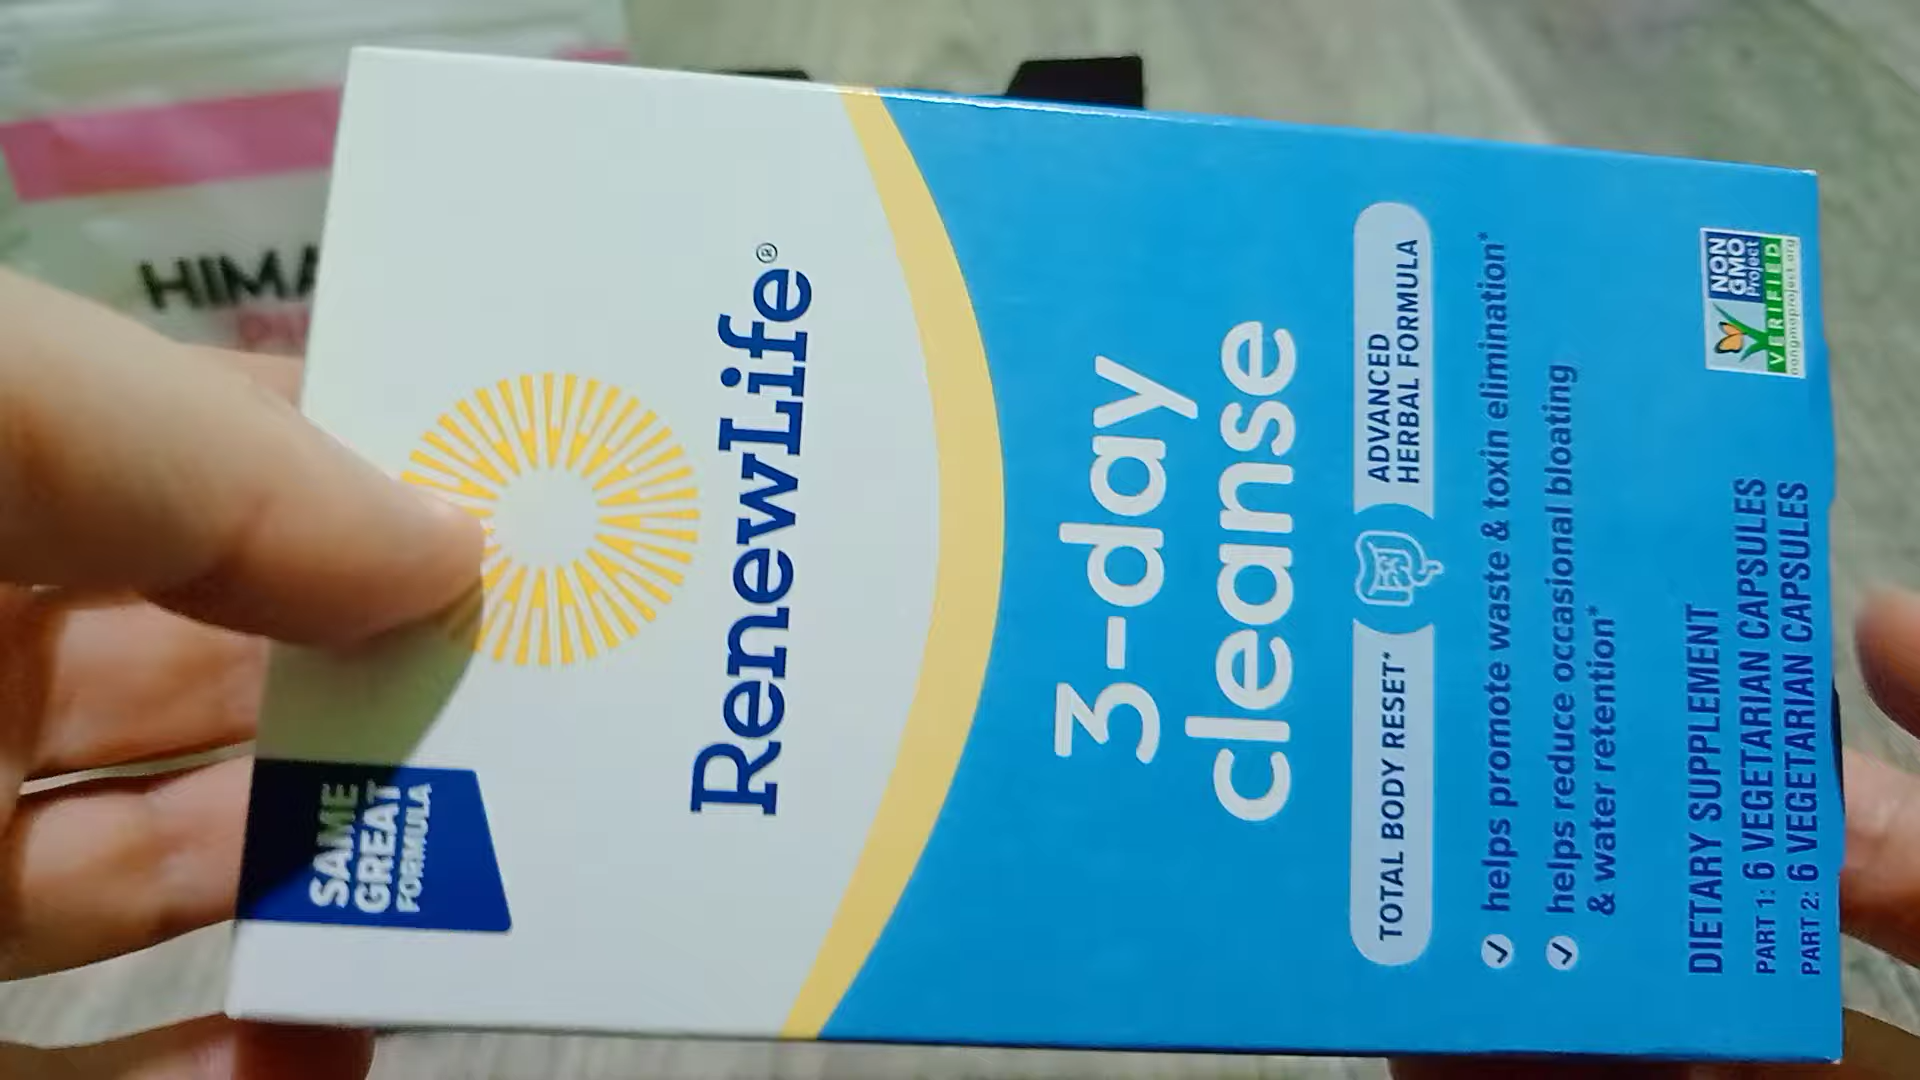 SAME
GREAT
FORMULA
RenewLife®
3-day
cleanse
TOTAL BODY RESET*
ADVANCED
HERBAL FORMULA
helps promote waste & toxin elimination*
helps reduce occasional bloating
& water retention*
DIETARY SUPPLEMENT
PART 1: 6 VEGETARIAN CAPSULES
PART 2: 6 VEGETARIAN CAPSULES
NON
GMO
Project
VERIFIED
nongmoproject.org
HIMA